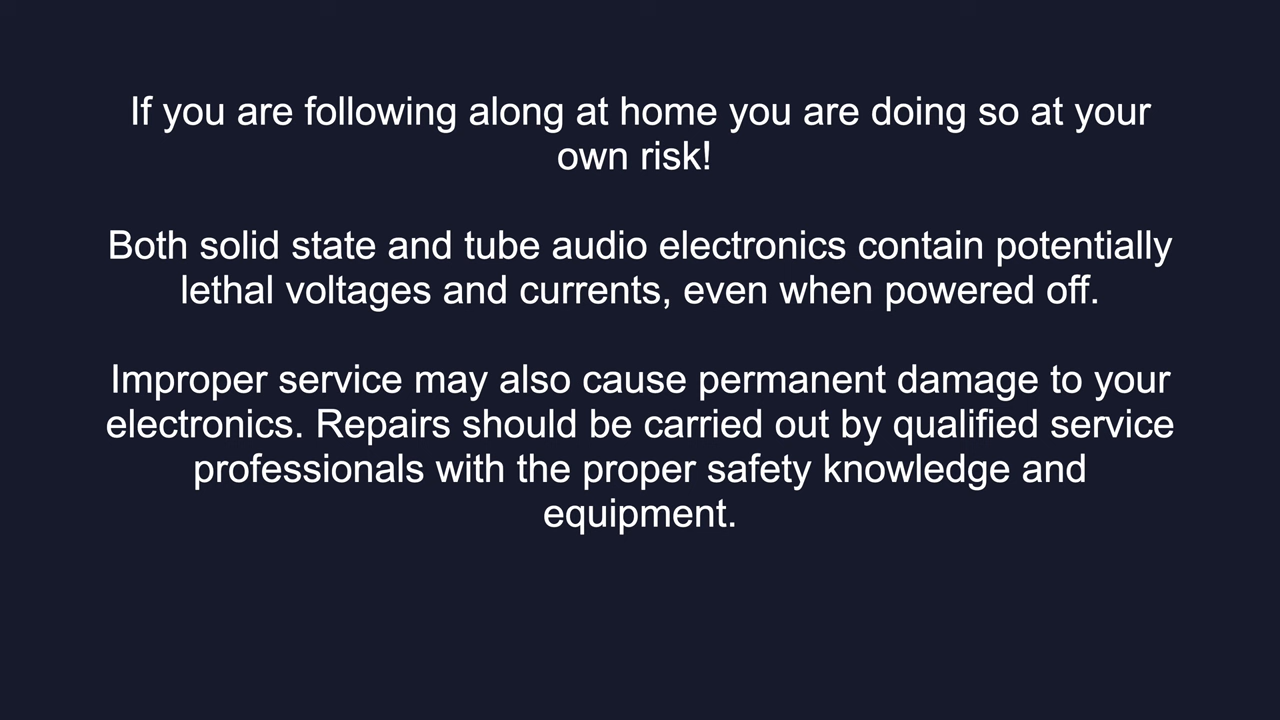 If you are following along at home you are doing so at your
own risk!
Both solid state and tube audio electronics contain potentially
lethal voltages and currents, even when powered off.
Improper service may also cause permanent damage to your
electronics. Repairs should be carried out by qualified service
professionals with the proper safety knowledge and
equipment.